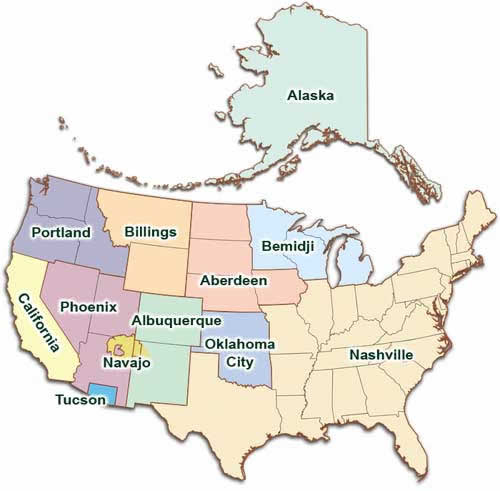 Alaska
Portland
Billings
Bemidji
Aberdeen
California
Phoenix
Albuquerque
Oklahoma
City
Navajo
Nashville
Tucson